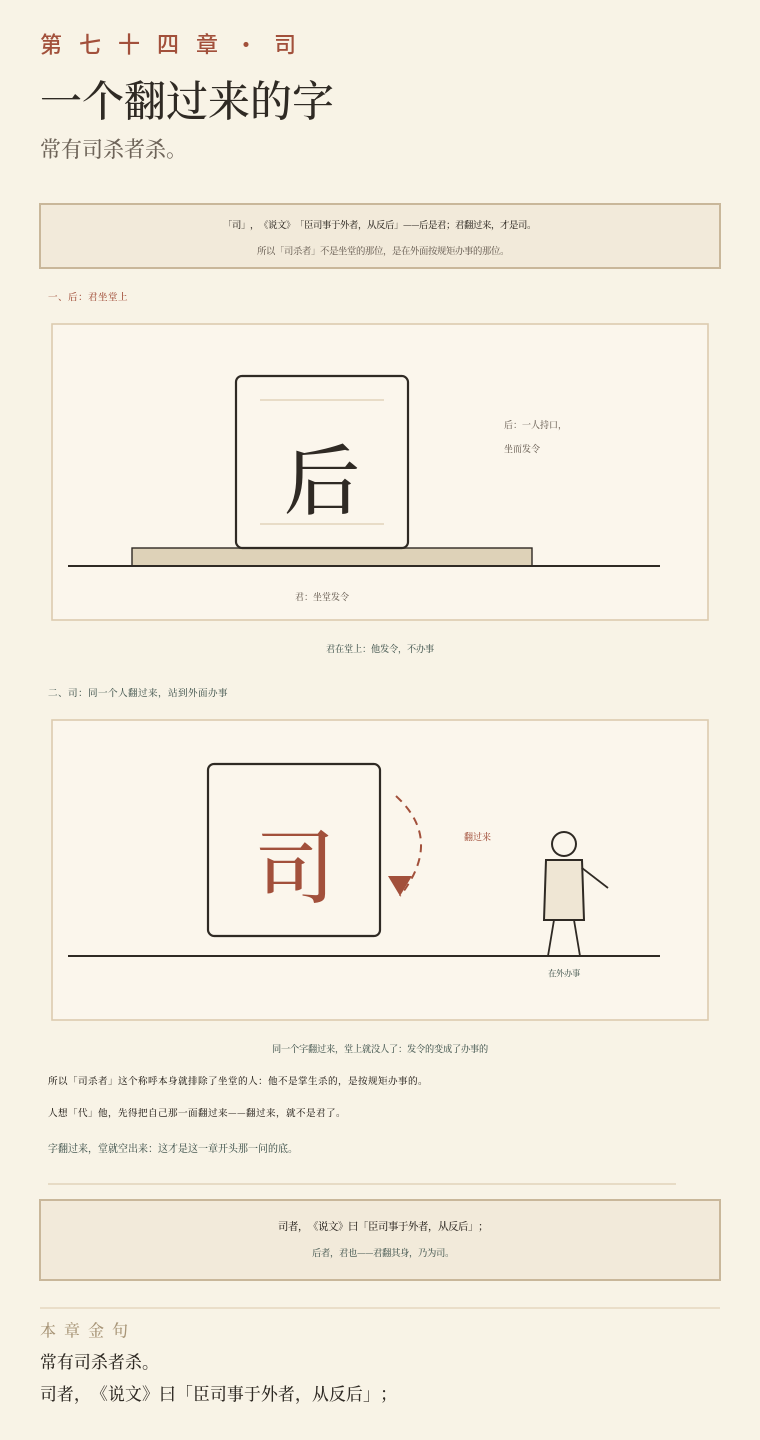 第七十四章·司
一个翻过来的字
常有司杀者杀。
「司」，《说文》「臣司事于外者，从反后」——后是君；君翻过来，才是司。
所以「司杀者」不是坐堂的那位，是在外面按规矩办事的那位。
一、后：君坐堂上
后
后：一人持口，
坐而发令
君：坐堂发令
君在堂上：他发令，不办事
二、司：同一个人翻过来，站到外面办事
司
翻过来
在外办事
同一个字翻过来，堂上就没人了：发令的变成了办事的
所以「司杀者」这个称呼本身就排除了坐堂的人：他不是掌生杀的，是按规矩办事的。
人想「代」他，先得把自己那一面翻过来——翻过来，就不是君了。
字翻过来，堂就空出来：这才是这一章开头那一问的底。
司者，《说文》曰「臣司事于外者，从反后」；
后者，君也——君翻其身，乃为司。
本章金句
常有司杀者杀。
司者，《说文》曰「臣司事于外者，从反后」；